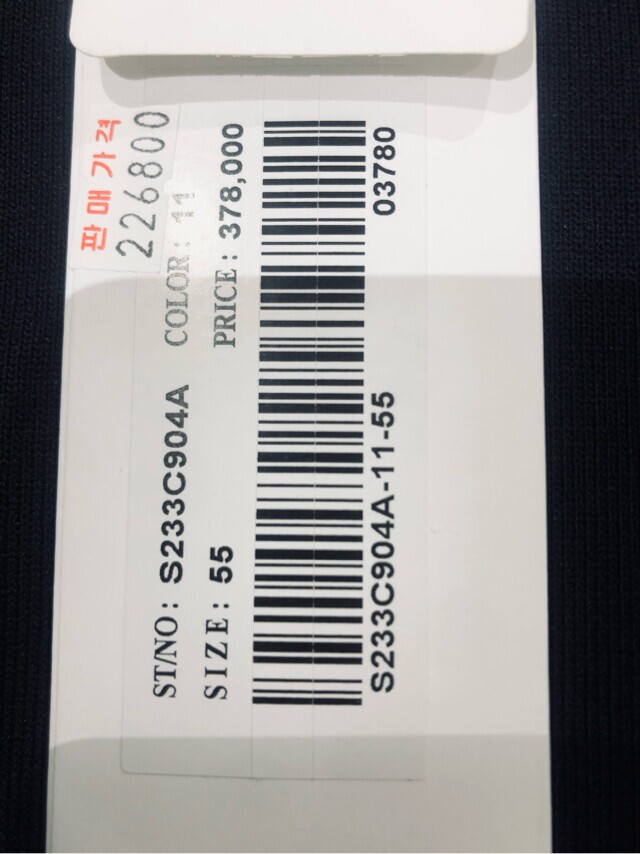 판매가격
226800
ST/NO: S233C904A COLOR: 11
SIZE: 55 PRICE: 378,000
S233C904A-11-55 03780